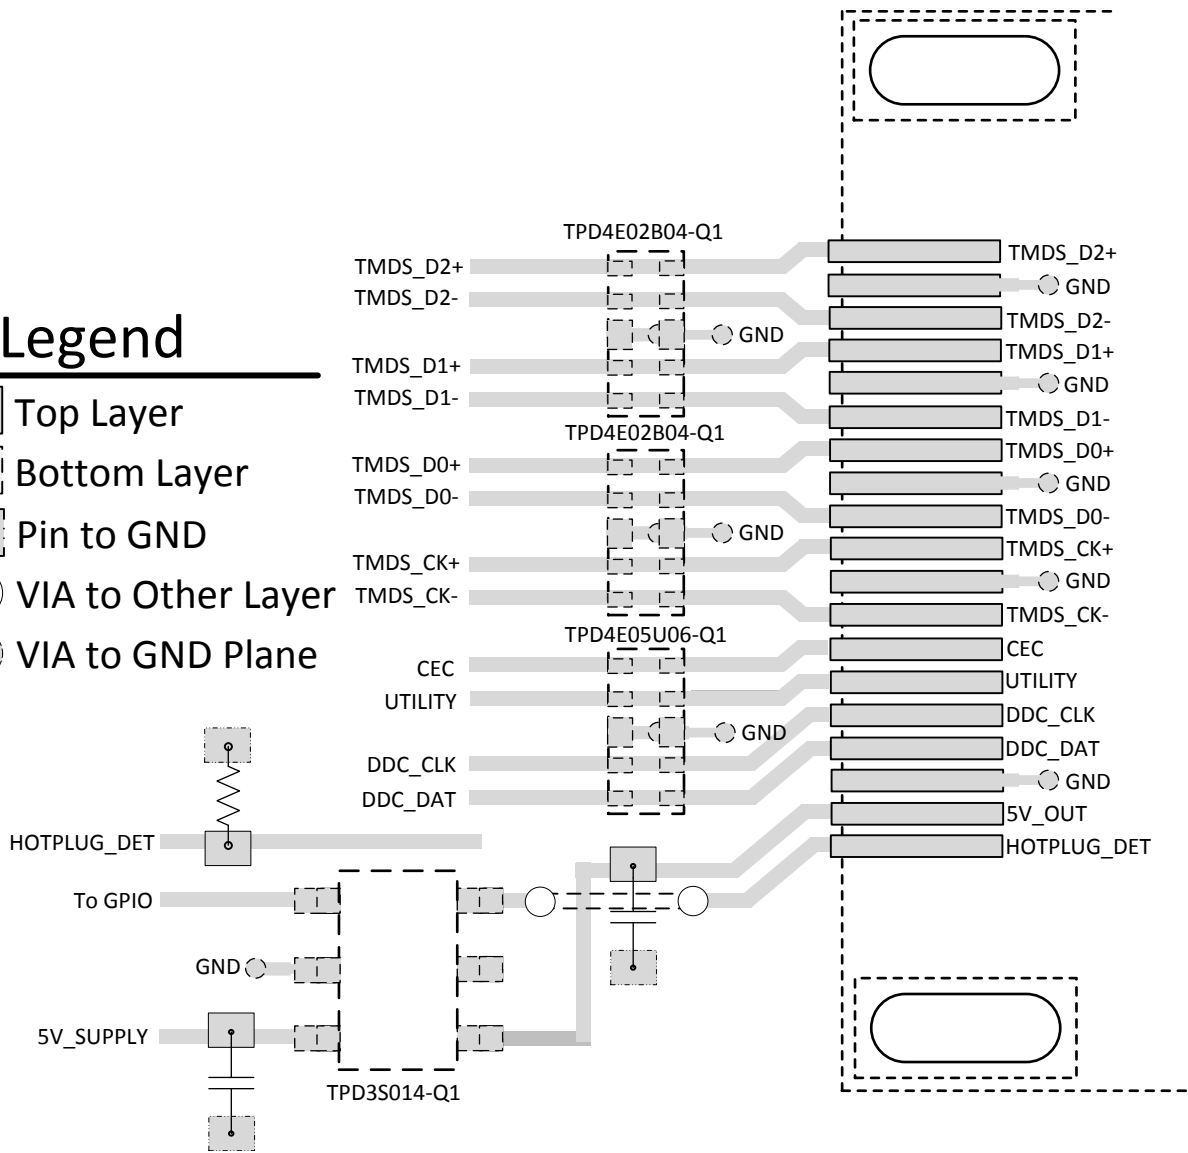 TPD4E02B04-Q1
TMDS_D2+
TMDS_D2+
GND
TMDS_D2-
TMDS_D2-
GND
TMDS_D1+
TMDS_D1+
GND
TMDS_D1-
TMDS_D1-
TPD4E02B04-Q1
TMDS_D0+
TMDS_D0+
GND
TMDS_D0-
TMDS_D0-
GND
TMDS_CK+
TMDS_CK+
GND
TMDS_CK-
TMDS_CK-
TPD4E05U06-Q1
CEC
CEC
UTILITY
UTILITY
DDC_CLK
GND
DDC_DAT
DDC_CLK
GND
DDC_DAT
5V_OUT
HOTPLUG_DET
Legend
Top Layer
Bottom Layer
Pin to GND
VIA to Other Layer
VIA to GND Plane
HOTPLUG_DET
To GPIO
GND
5V_SUPPLY
TPD3S014-Q1